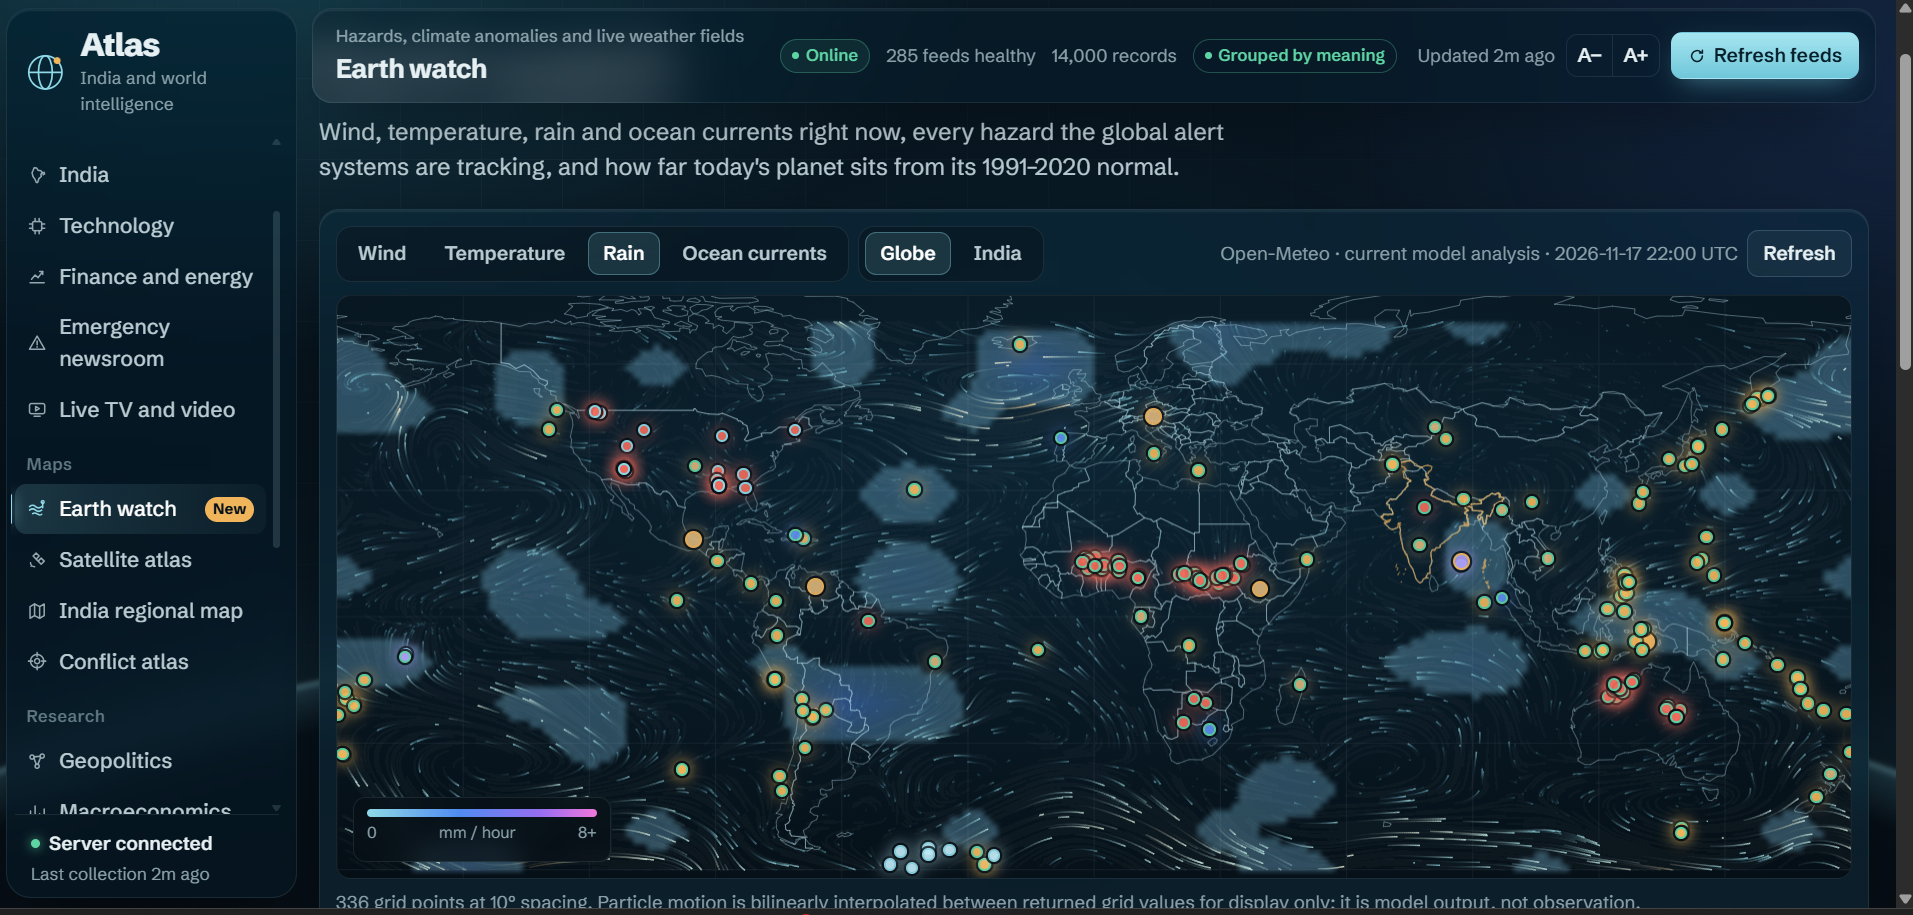 Atlas
India and world
intelligence
India
Technology
Finance and energy
Emergency
newsroom
Live TV and video
Maps
Earth watch New
Satellite atlas
India regional map
Conflict atlas
Research
Geopolitics
Macroeconomics
Server connected
Last collection 2m ago
Hazards, climate anomalies and live weather fields
Earth watch
Online 285 feeds healthy 14,000 records Grouped by meaning Updated 2m ago A− A+ Refresh feeds
Wind, temperature, rain and ocean currents right now, every hazard the global alert
systems are tracking, and how far today's planet sits from its 1991–2020 normal.
Wind Temperature Rain Ocean currents Globe India Open-Meteo · current model analysis · 2026-11-17 22:00 UTC Refresh
0 mm / hour 8+
336 grid points at 10° spacing. Particle motion is bilinearly interpolated between returned grid values for display only; it is model output, not observation.